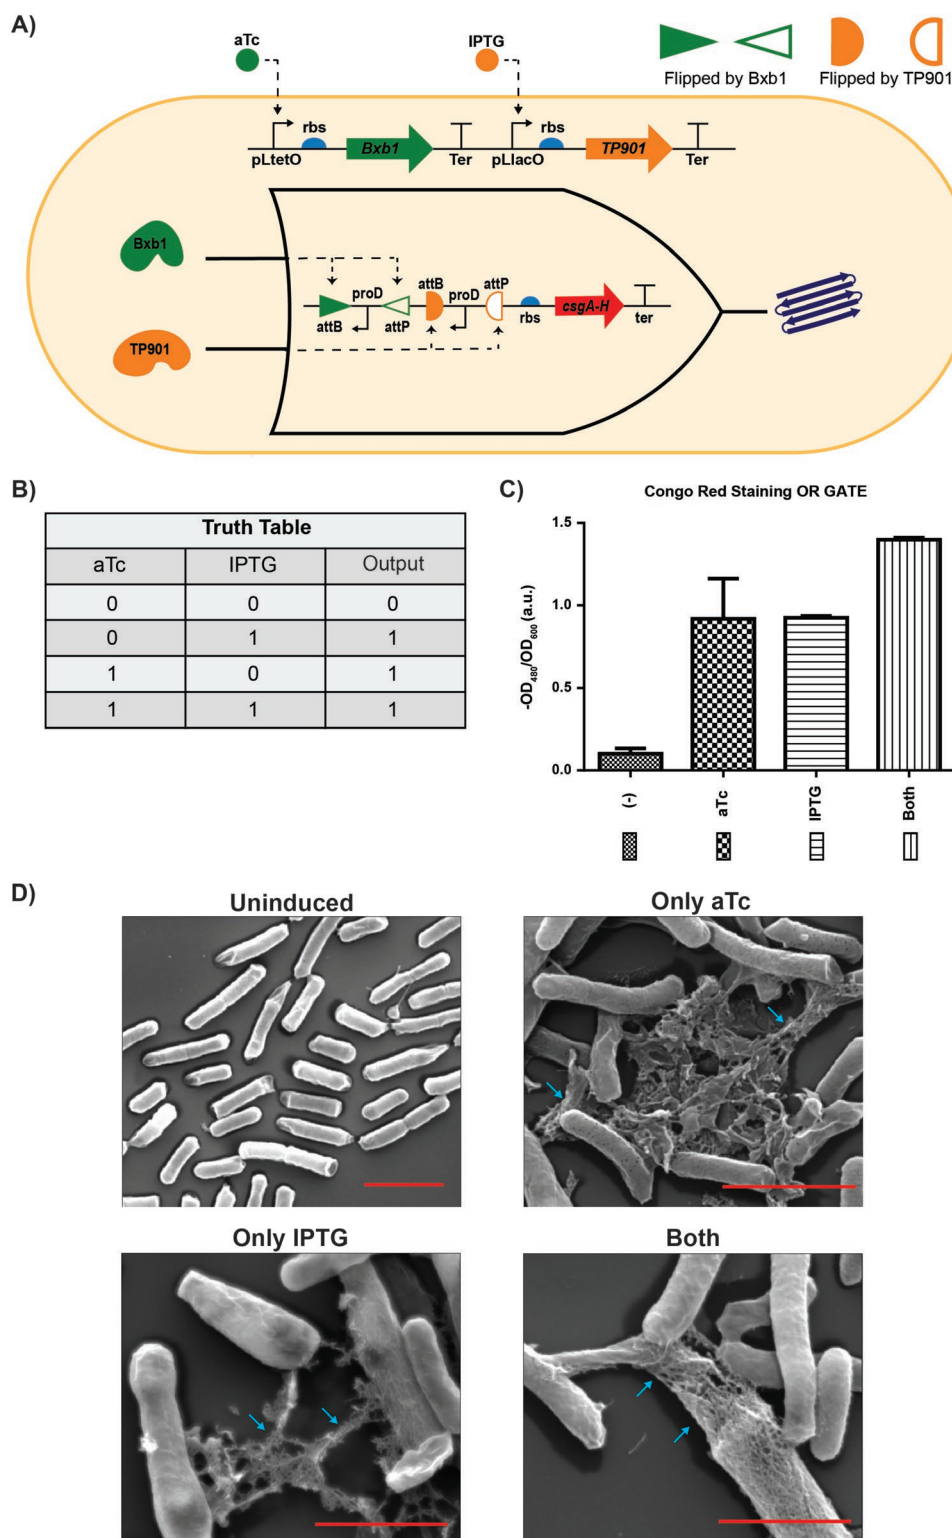 A)
aTc
IPTG
Flipped by Bxb1
Flipped by TP901
rbs
rbs
pLtetO
Bxb1
Ter
pLlacO
TP901
Ter
Bxb1
attB
attP
proD
proD
attB
attP
rbs
csgA-H
ter
TP901
B)
Truth Table
aTc IPTG Output
0 0 0
0 1 1
1 0 1
1 1 1
C)
Congo Red Staining OR GATE
-OD480/OD600 (a.u.)
1.5
1.0
0.5
0.0
(-)
aTc
IPTG
Both
D)
Uninduced
Only aTc
Only IPTG
Both